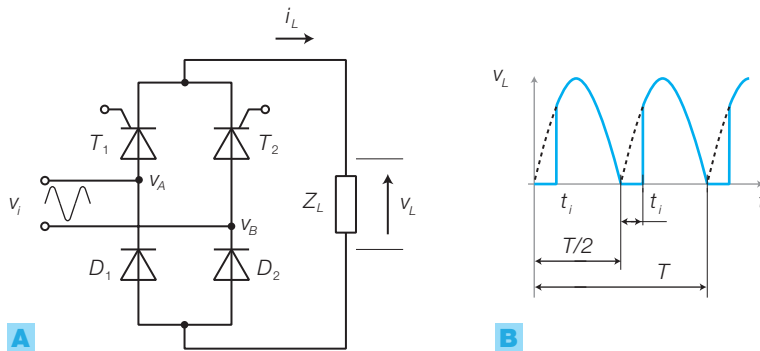 i_L
T_1
T_2
v_i
v_A
v_B
Z_L
v_L
D_1
D_2
A
v_L
t_i
t_i
T/2
T
B